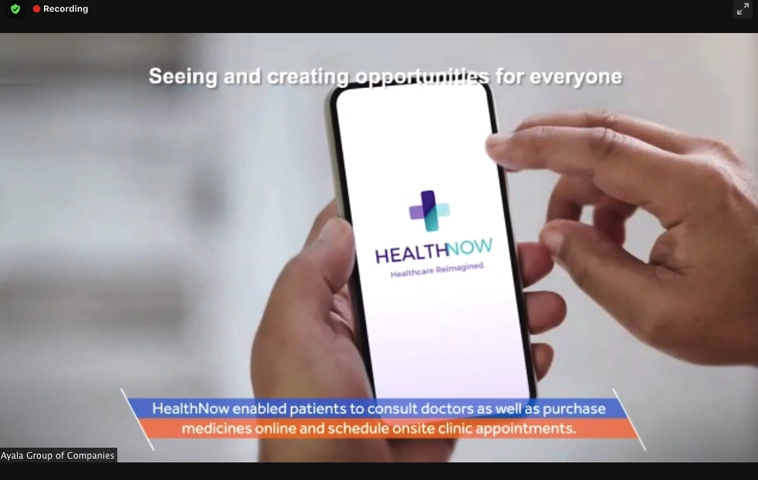 Recording
Seeing and creating opportunities for everyone
HEALTHNOW
Healthcare Reimagined.
HealthNow enabled patients to consult doctors as well as purchase
medicines online and schedule onsite clinic appointments.
Ayala Group of Companies